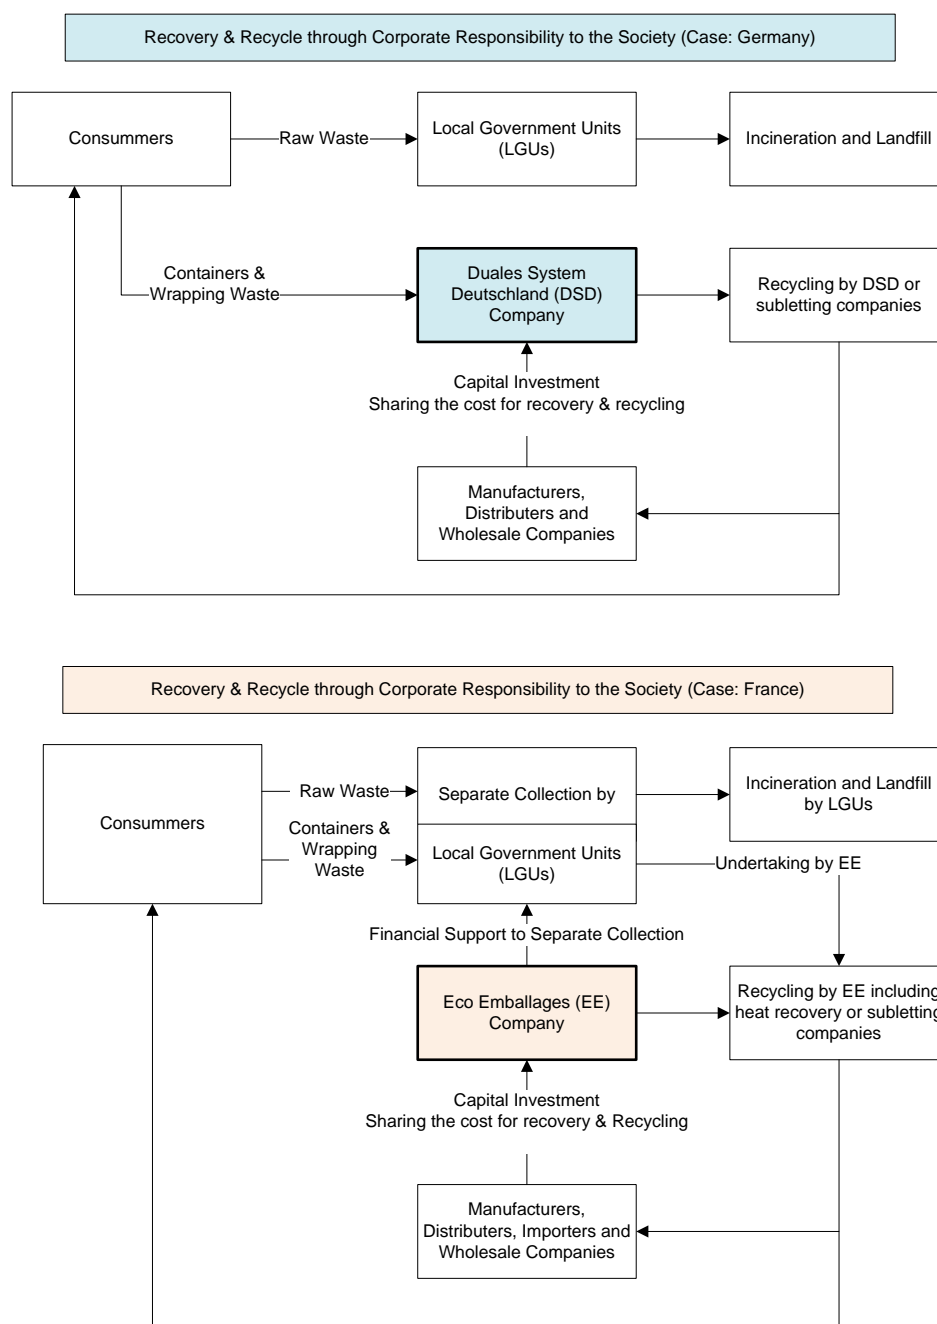 Recovery & Recycle through Corporate Responsibility to the Society (Case: Germany)
Consummers
Raw Waste
Local Government Units
(LGUs)
Incineration and Landfill
Containers &
Wrapping Waste
Duales System
Deutschland (DSD)
Company
Recycling by DSD or
subletting companies
Capital Investment
Sharing the cost for recovery & recycling
Manufacturers,
Distributers and
Wholesale Companies
Recovery & Recycle through Corporate Responsibility to the Society (Case: France)
Consummers
Raw Waste
Separate Collection by
Incineration and Landfill
by LGUs
Containers &
Wrapping
Waste
Local Government Units
(LGUs)
Undertaking by EE
Financial Support to Separate Collection
Eco Emballages (EE)
Company
Recycling by EE including
heat recovery or subletting
companies
Capital Investment
Sharing the cost for recovery & Recycling
Manufacturers,
Distributers, Importers and
Wholesale Companies